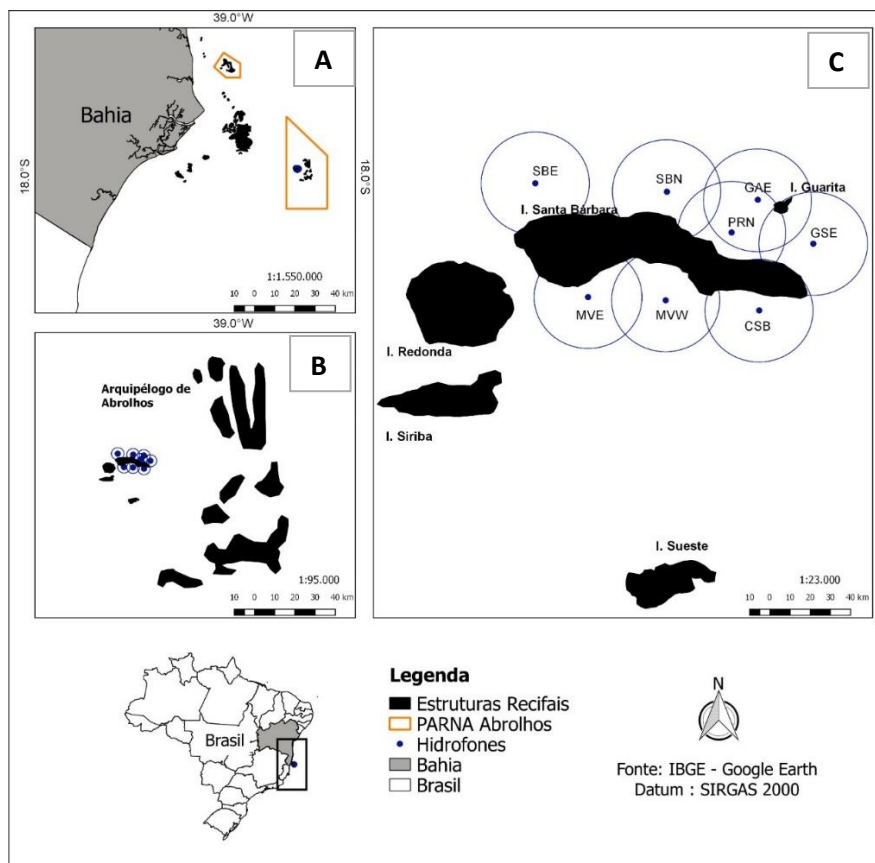 39.0°W
A
Bahia
18.0°S
18.0°S
1:1.550.000
10 0 10 20 30 40 km
39.0°W
B
Arquipélogo de
Abrolhos
1:95.000
10 0 10 20 30 40 km
C
SBE
SBN
GAE
I. Guarita
I. Santa Bárbara
PRN
GSE
MVE
MVW
CSB
I. Redonda
I. Siriba
I. Sueste
1:23.000
10 0 10 20 30 40 km
Brasil
Legenda
Estruturas Recifais
PARNA Abrolhos
Hidrofones
Bahia
Brasil
N
Fonte: IBGE - Google Earth
Datum : SIRGAS 2000